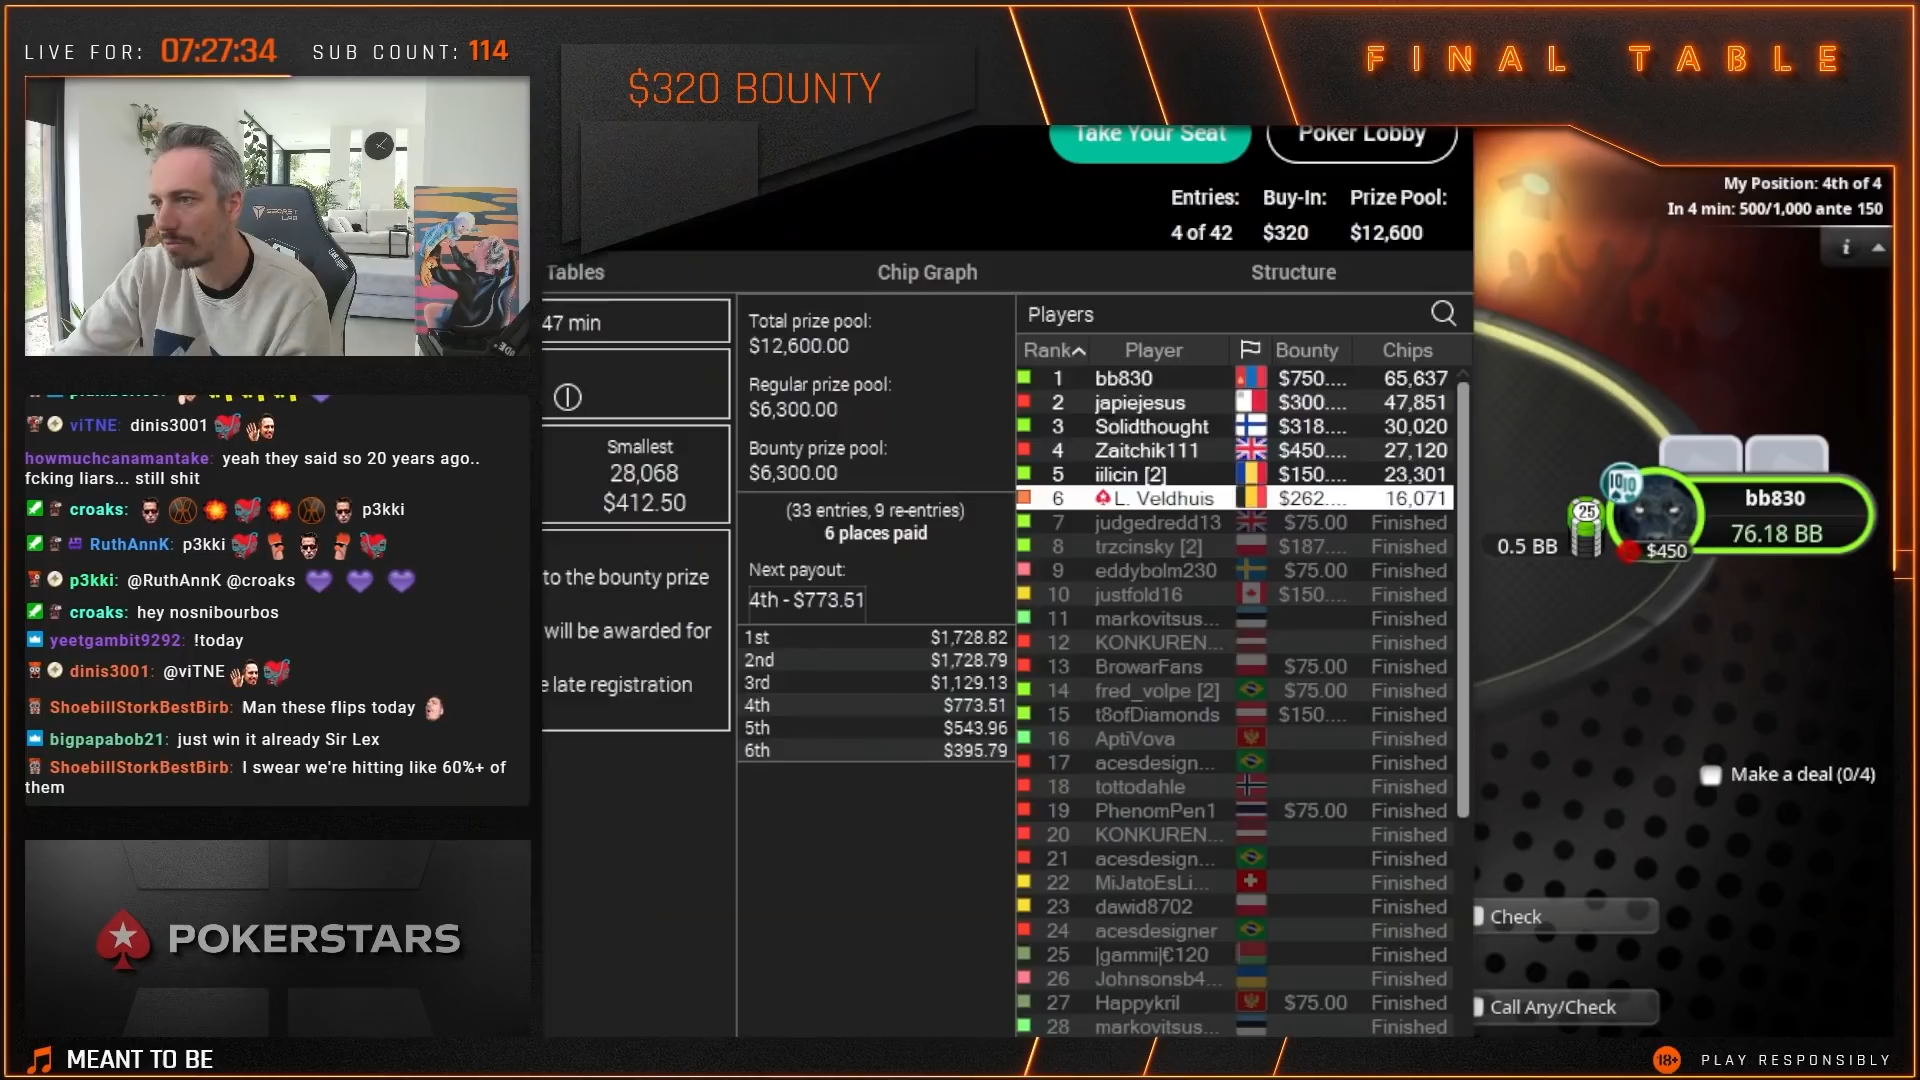 LIVE FOR: 07:27:34 SUB COUNT: 114
$320 BOUNTY
FINAL TABLE
Take Your Seat
Poker Lobby
My Position: 4th of 4
In 4 min: 500/1,000 ante 150
Entries: Buy-In: Prize Pool:
4 of 42 $320 $12,600
Tables Chip Graph Structure
47 min
Smallest
28,068
$412.50
to the bounty prize
will be awarded for
e late registration
Total prize pool:
$12,600.00
Regular prize pool:
$6,300.00
Bounty prize pool:
$6,300.00
(33 entries, 9 re-entries)
6 places paid
Next payout:
4th - $773.51
1st $1,728.82
2nd $1,728.79
3rd $1,129.13
4th $773.51
5th $543.96
6th $395.79
Players
Rank Player Bounty Chips
1 bb830 $750.... 65,637
2 japiejesus $300.... 47,851
3 Solidthought $318.... 30,020
4 Zaitchik111 $450.... 27,120
5 iilicin [2] $150.... 23,301
6 L. Veldhuis $262.... 16,071
7 judgedredd13 $75.00 Finished
8 trzcinsky [2] $187.... Finished
9 eddybolm230 $75.00 Finished
10 justfold16 $150.... Finished
11 markovitsus... Finished
12 KONKUREN... Finished
13 BrowarFans $75.00 Finished
14 fred_volpe [2] $75.00 Finished
15 t8ofDiamonds $150.... Finished
16 AptiVova Finished
17 acesdesign... Finished
18 tottodahle Finished
19 PhenomPen1 $75.00 Finished
20 KONKUREN... Finished
21 acesdesign... Finished
22 MiJatoEsLi... Finished
23 dawid8702 Finished
24 acesdesigner Finished
25 |gammi|€120 Finished
26 Johnsonsb4... Finished
27 Happykril $75.00 Finished
28 markovitsus... Finished
0.5 BB
25
1010
$450
bb830
76.18 BB
Make a deal (0/4)
Check
Call Any/Check
SECRET LAB
viTNE: dinis3001
howmuchcanamantake: yeah they said so 20 years ago..
fcking liars... still shit
croaks: p3kki
RuthAnnK: p3kki
p3kki: @RuthAnnK @croaks
croaks: hey nosnibourbos
yeetgambit9292: !today
dinis3001: @viTNE
ShoebillStorkBestBirb: Man these flips today
bigpapabob21: just win it already Sir Lex
ShoebillStorkBestBirb: I swear we're hitting like 60%+ of
them
POKERSTARS
MEANT TO BE
18+ PLAY RESPONSIBLY